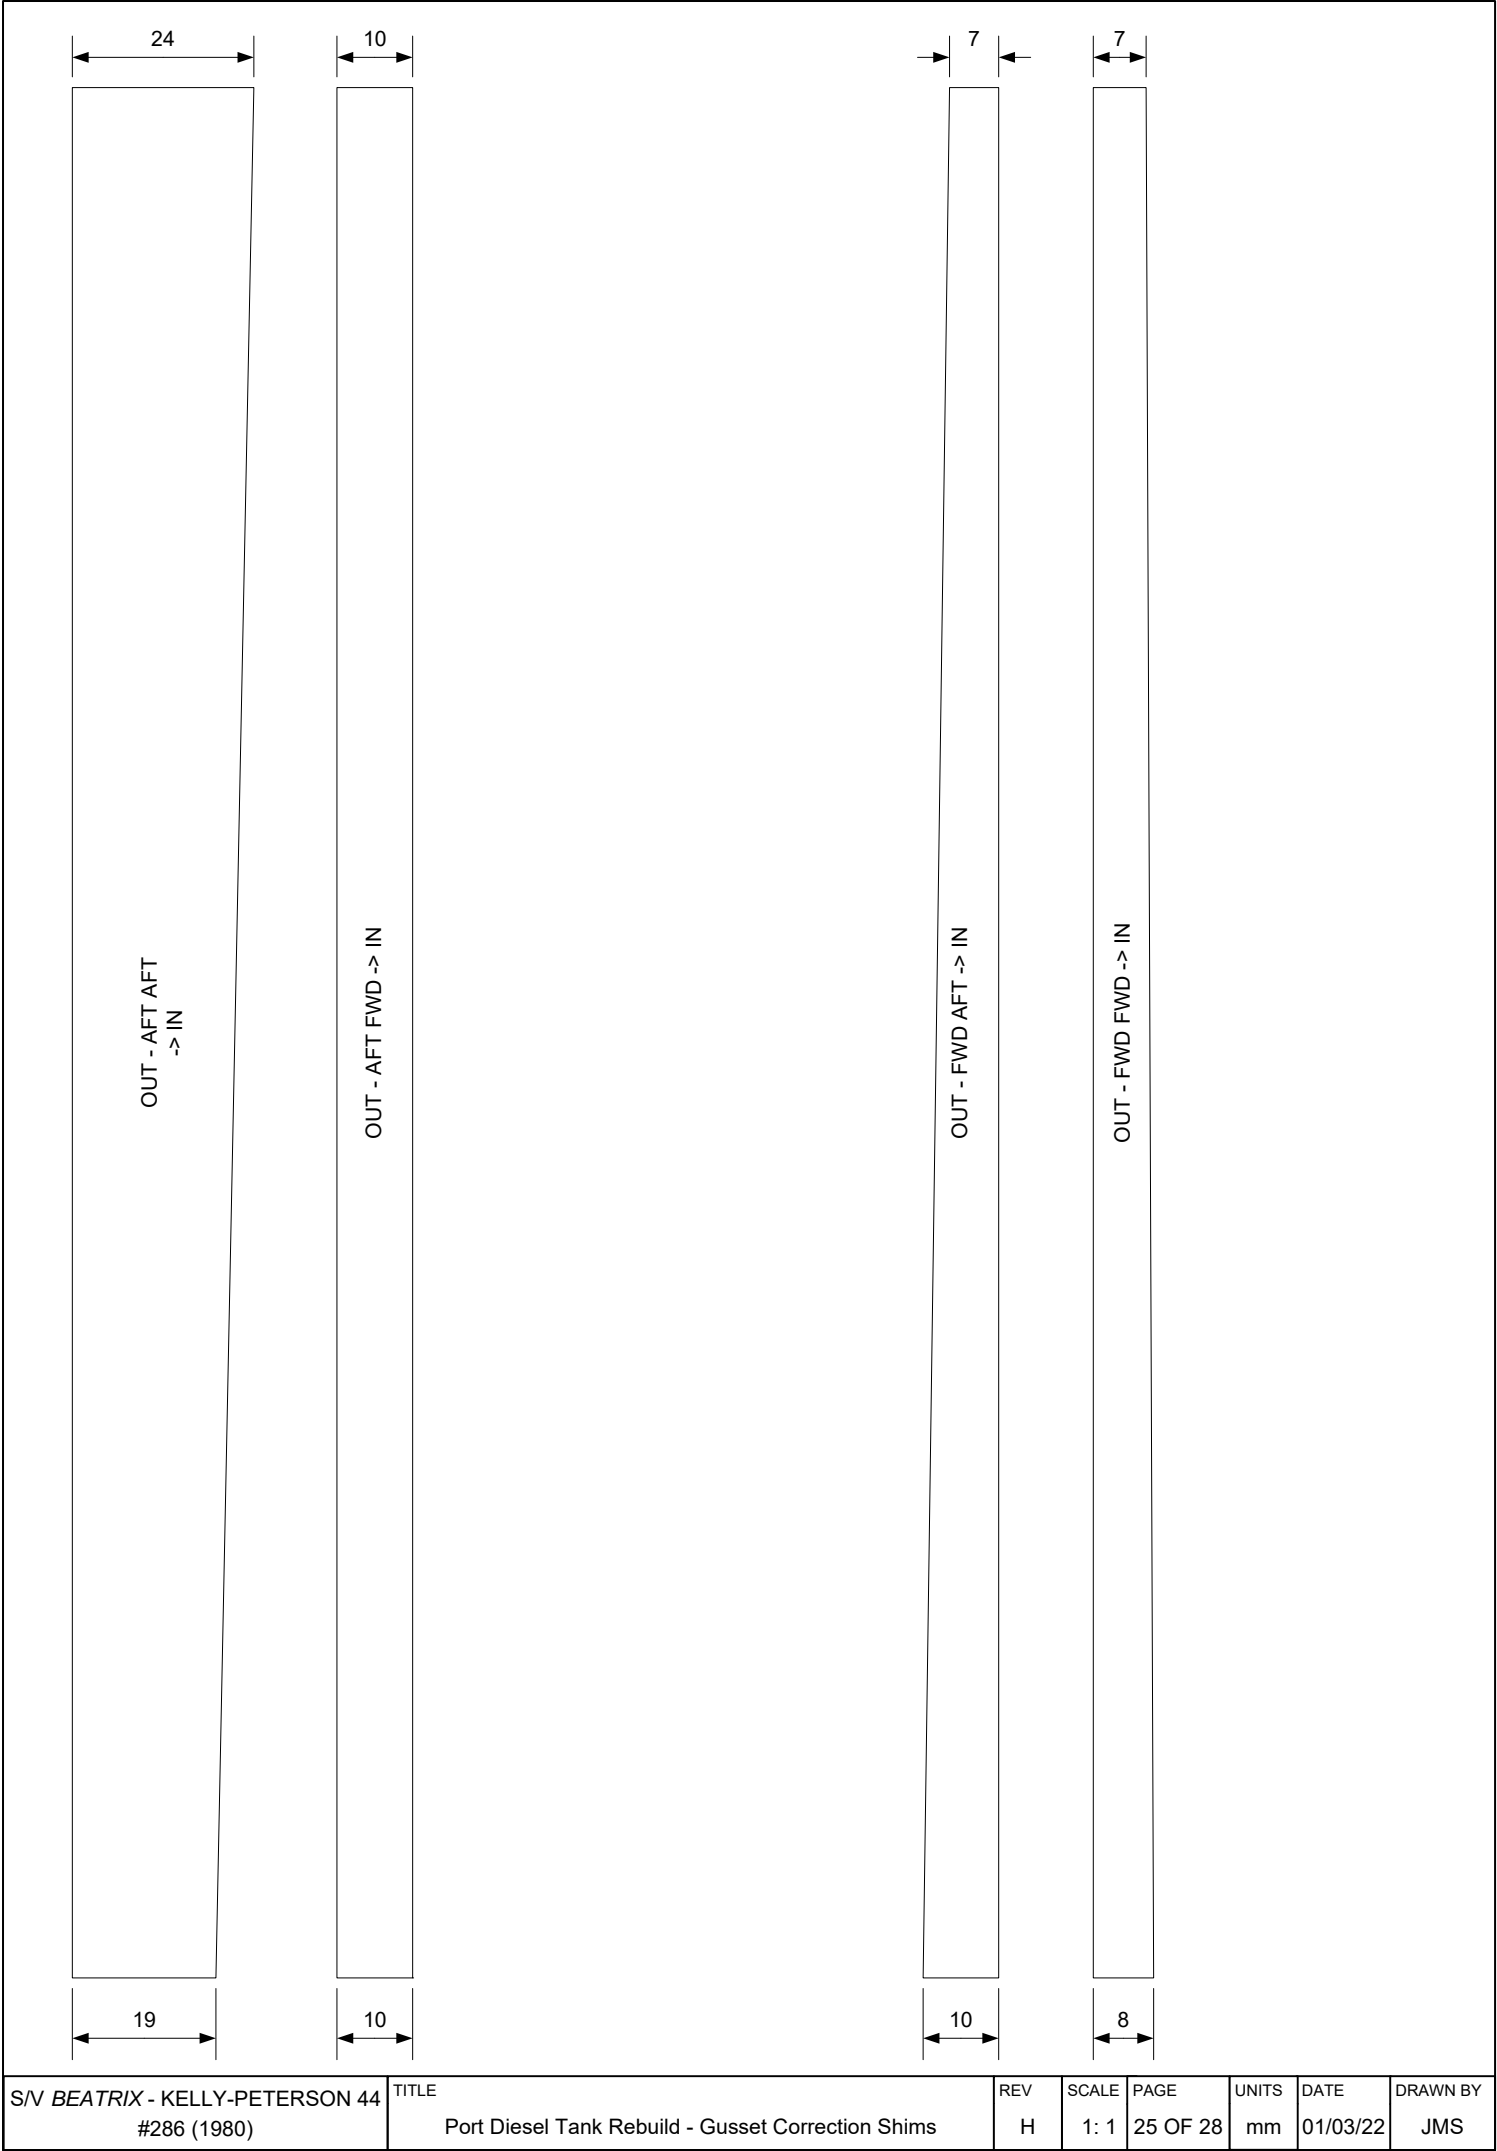 24
10
7
7
OUT - AFT AFT
-> IN
OUT - AFT FWD -> IN
OUT - FWD AFT -> IN
OUT - FWD FWD -> IN
19
10
10
8
S/V BEATRIX - KELLY-PETERSON 44
#286 (1980)
TITLE
Port Diesel Tank Rebuild - Gusset Correction Shims
REV
H
SCALE
1: 1
PAGE
25 OF 28
UNITS
mm
DATE
01/03/22
DRAWN BY
JMS